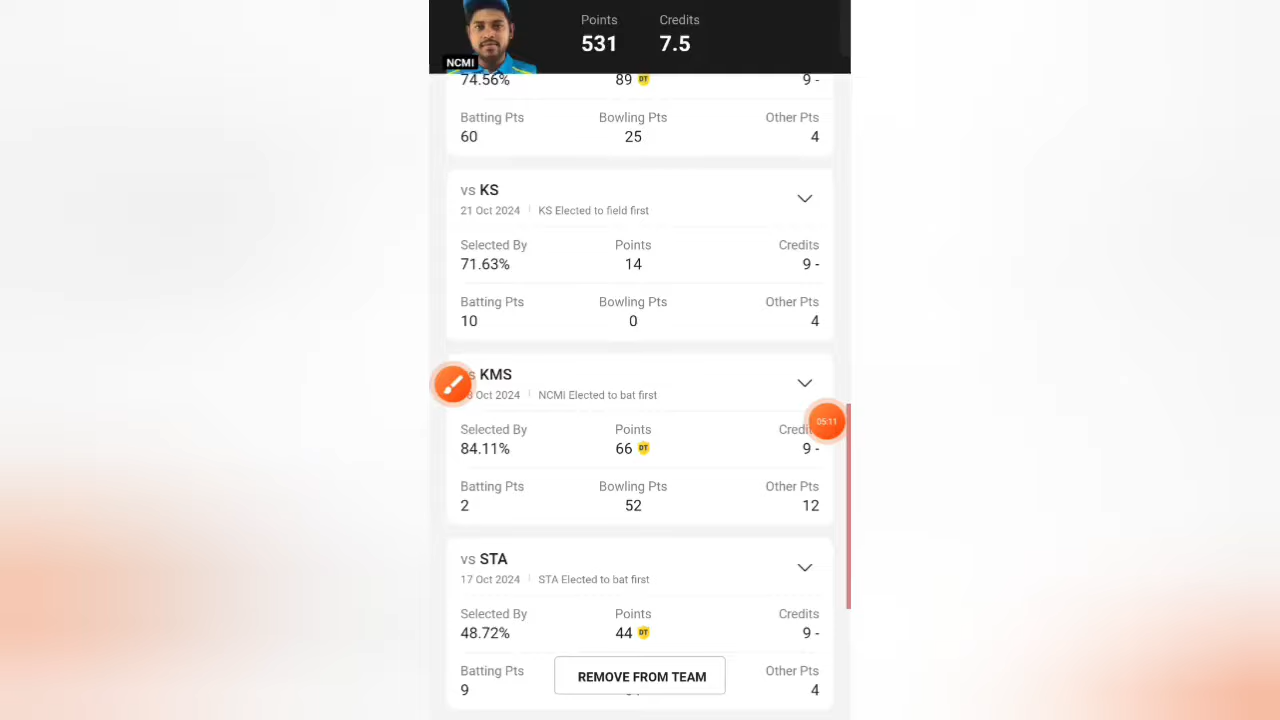 Points Credits
531 7.5
NCMI
74.56% 89 DT 9 -
Batting Pts Bowling Pts Other Pts
60 25 4
vs KS
21 Oct 2024 KS Elected to field first
Selected By Points Credits
71.63% 14 9 -
Batting Pts Bowling Pts Other Pts
10 0 4
KMS
Oct 2024 NCMI Elected to bat first
05:11
Selected By Points
84.11% 66 DT 9 -
Batting Pts Bowling Pts Other Pts
2 52 12
vs STA
17 Oct 2024 STA Elected to bat first
Selected By Points Credits
48.72% 44 DT 9 -
Batting Pts Other Pts
REMOVE FROM TEAM
9 4